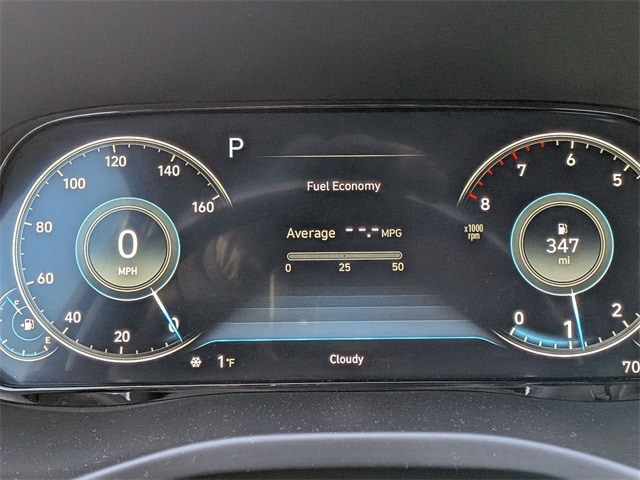 P
Fuel Economy
Average --.- MPG
0 25 50
0 20 40 60 80 100 120 140 160
0
MPH
F
E
1°F
Cloudy
8 7 6 5
x1000
rpm
347
mi
0 1 2
70